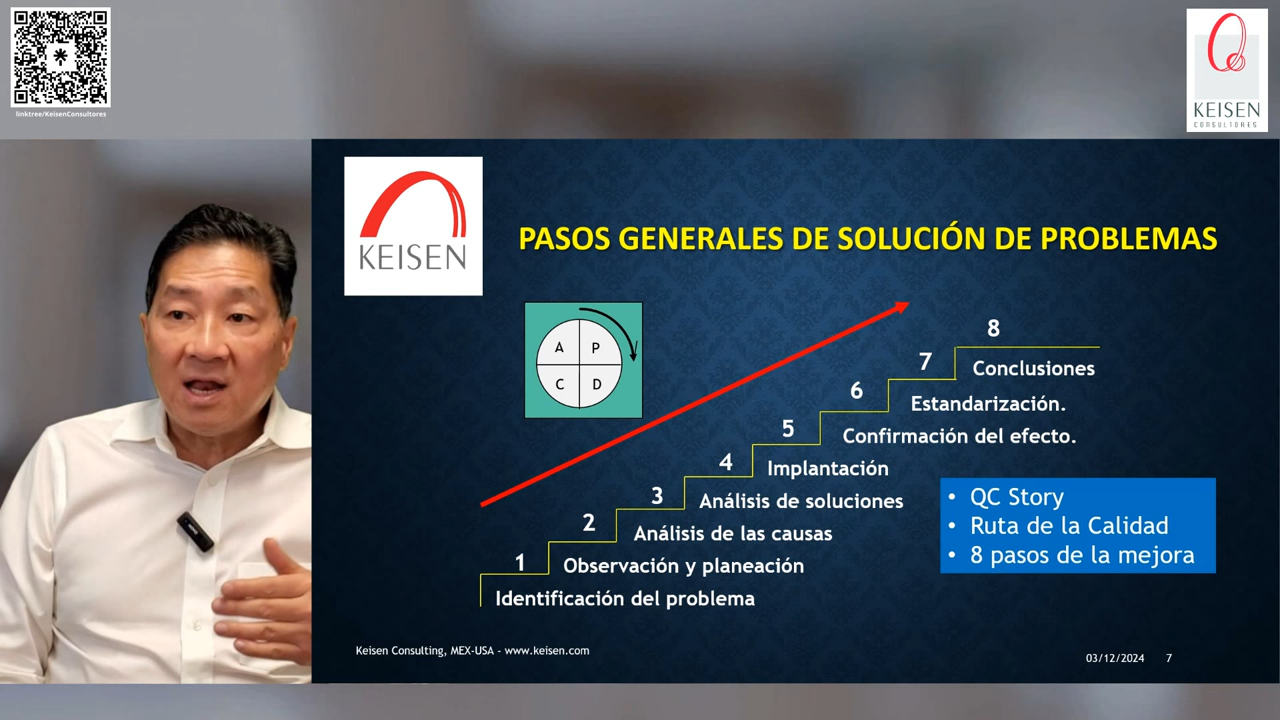 linktree/KeisenConsultores
KEISEN
CONSULTORES
KEISEN
PASOS GENERALES DE SOLUCIÓN DE PROBLEMAS
A P
C D
8
Conclusiones
7
Estandarización.
6
Confirmación del efecto.
5
Implantación
4
Análisis de soluciones
3
Análisis de las causas
2
Observación y planeación
1
Identificación del problema
• QC Story
• Ruta de la Calidad
• 8 pasos de la mejora
Keisen Consulting, MEX-USA - www.keisen.com
03/12/2024 7